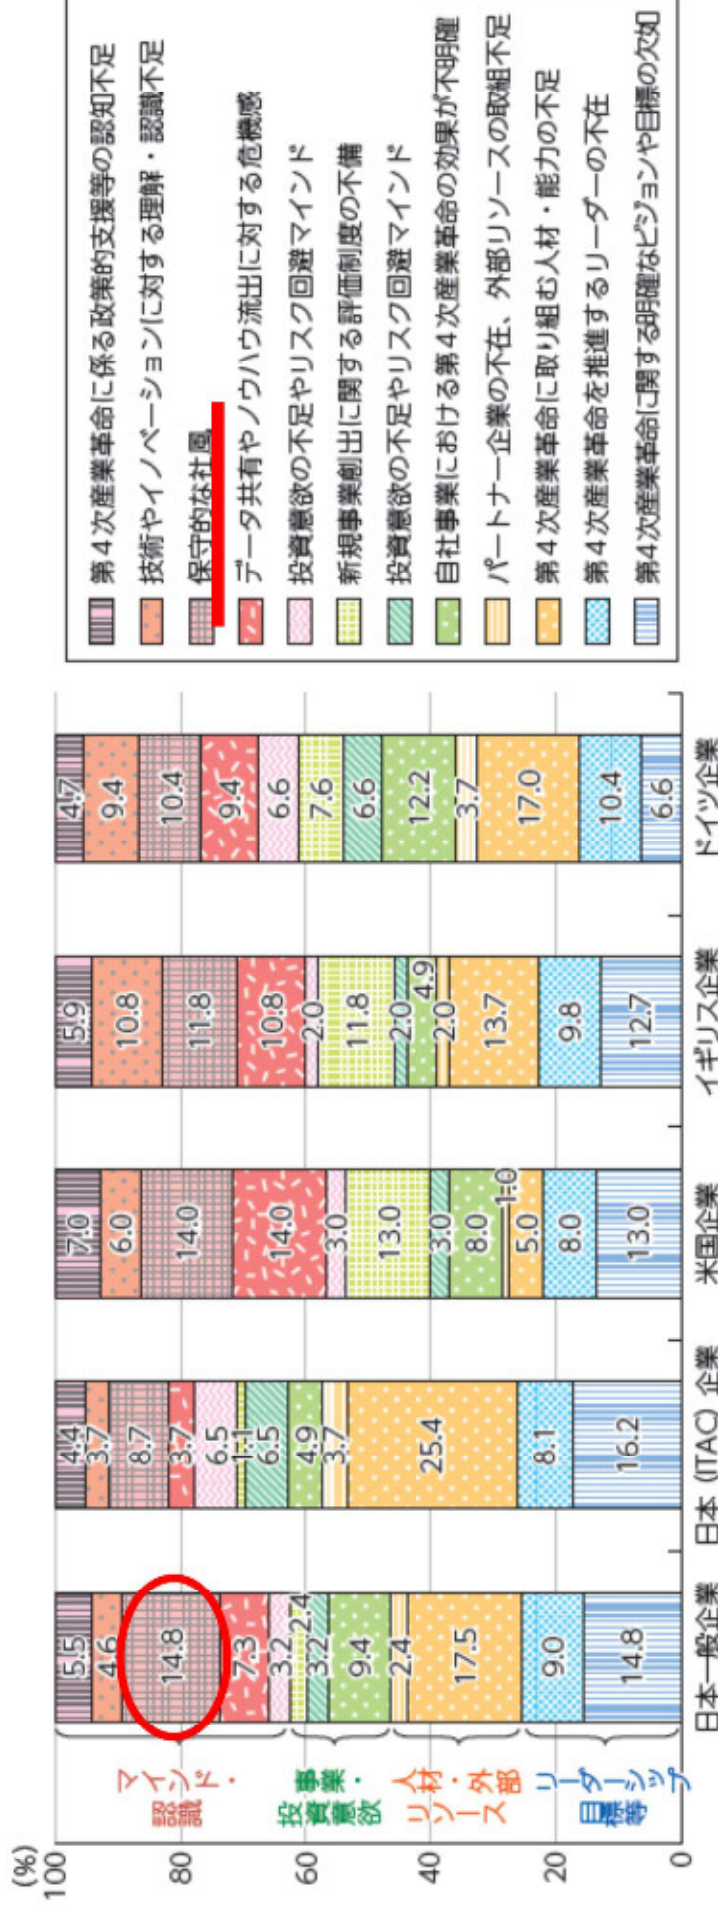 (%)
100
80
60
40
20
0
マインド・
認識
事業・
投資意欲
人材・外部
リソース
リーダーシップ
目標等
5.5
4.6
14.8
7.3
3.2
2.4
3.2
9.4
2.4
17.5
9.0
14.8
日本一般企業
4.4
3.7
8.7
3.7
6.5
1.1
6.5
4.9
3.7
25.4
8.1
16.2
日本（ITAC）企業
7.0
6.0
14.0
14.0
3.0
13.0
3.0
8.0
1.0
5.0
8.0
13.0
米国企業
5.9
10.8
11.8
10.8
2.0
11.8
2.0
4.9
2.0
13.7
9.8
12.7
イギリス企業
4.7
9.4
10.4
9.4
6.6
7.6
6.6
12.2
3.7
17.0
10.4
6.6
ドイツ企業
第４次産業革命に係る政策的支援等の認知不足
技術やイノベーションに対する理解・認識不足
保守的な社風
データ共有やノウハウ流出に対する危機感
投資意欲の不足やリスク回避マインド
新規事業創出に関する評価制度の不備
投資意欲の不足やリスク回避マインド
自社事業における第４次産業革命の効果が不明確
パートナー企業の不在、外部リソースの取組不足
第４次産業革命に取り組む人材・能力の不足
第４次産業革命を推進するリーダーの不在
第４次産業革命に関する明確なビジョンや目標の欠如